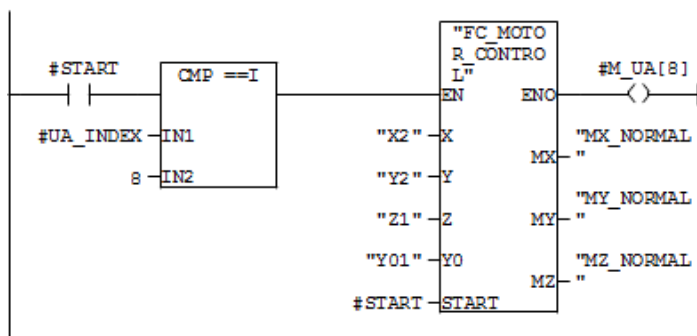 "FC_MOTO
R_CONTRO
L"
#START
CMP ==I
#M_UA[8]
EN ENO
#UA_INDEX IN1
"X2" X
"MX_NORMAL
MX "
8 IN2
"Y2" Y
"MY_NORMAL
"Z1" Z
MY "
"Y01" Y0
"MZ_NORMAL
MZ "
#START START